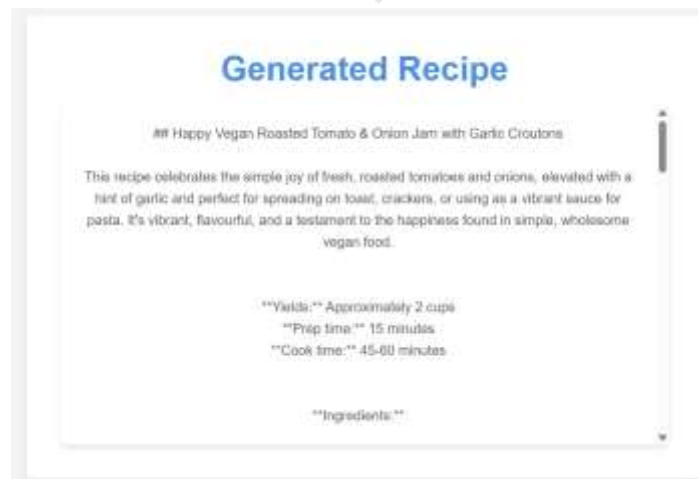 Generated Recipe
## Happy Vegan Roasted Tomato & Onion Jam with Garlic Croutons
This recipe celebrates the simple joy of fresh, roasted tomatoes and onions, elevated with a
hint of garlic and perfect for spreading on toast, crackers, or using as a vibrant sauce for
pasta. It's vibrant, flavourful, and a testament to the happiness found in simple, wholesome
vegan food.
**Yields:** Approximately 2 cups
**Prep time:** 15 minutes
**Cook time:** 45-60 minutes
**Ingredients:**